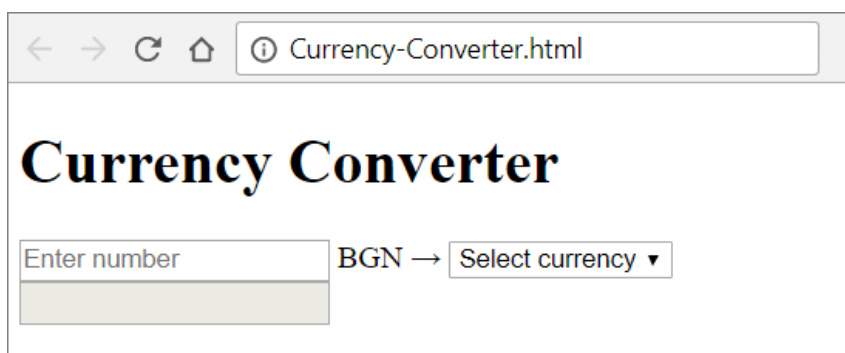 Currency-Converter.html
Currency Converter
Enter number BGN → Select currency